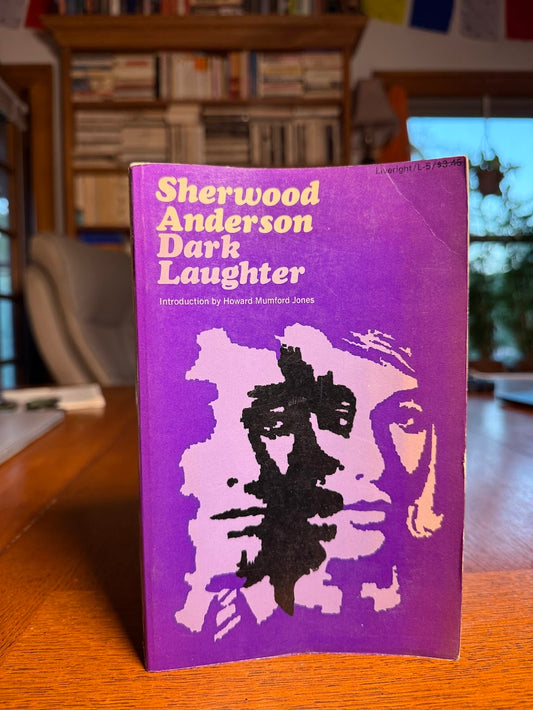 Liveright/L-5/$3.45
Sherwood
Anderson
Dark
Laughter
Introduction by Howard Mumford Jones